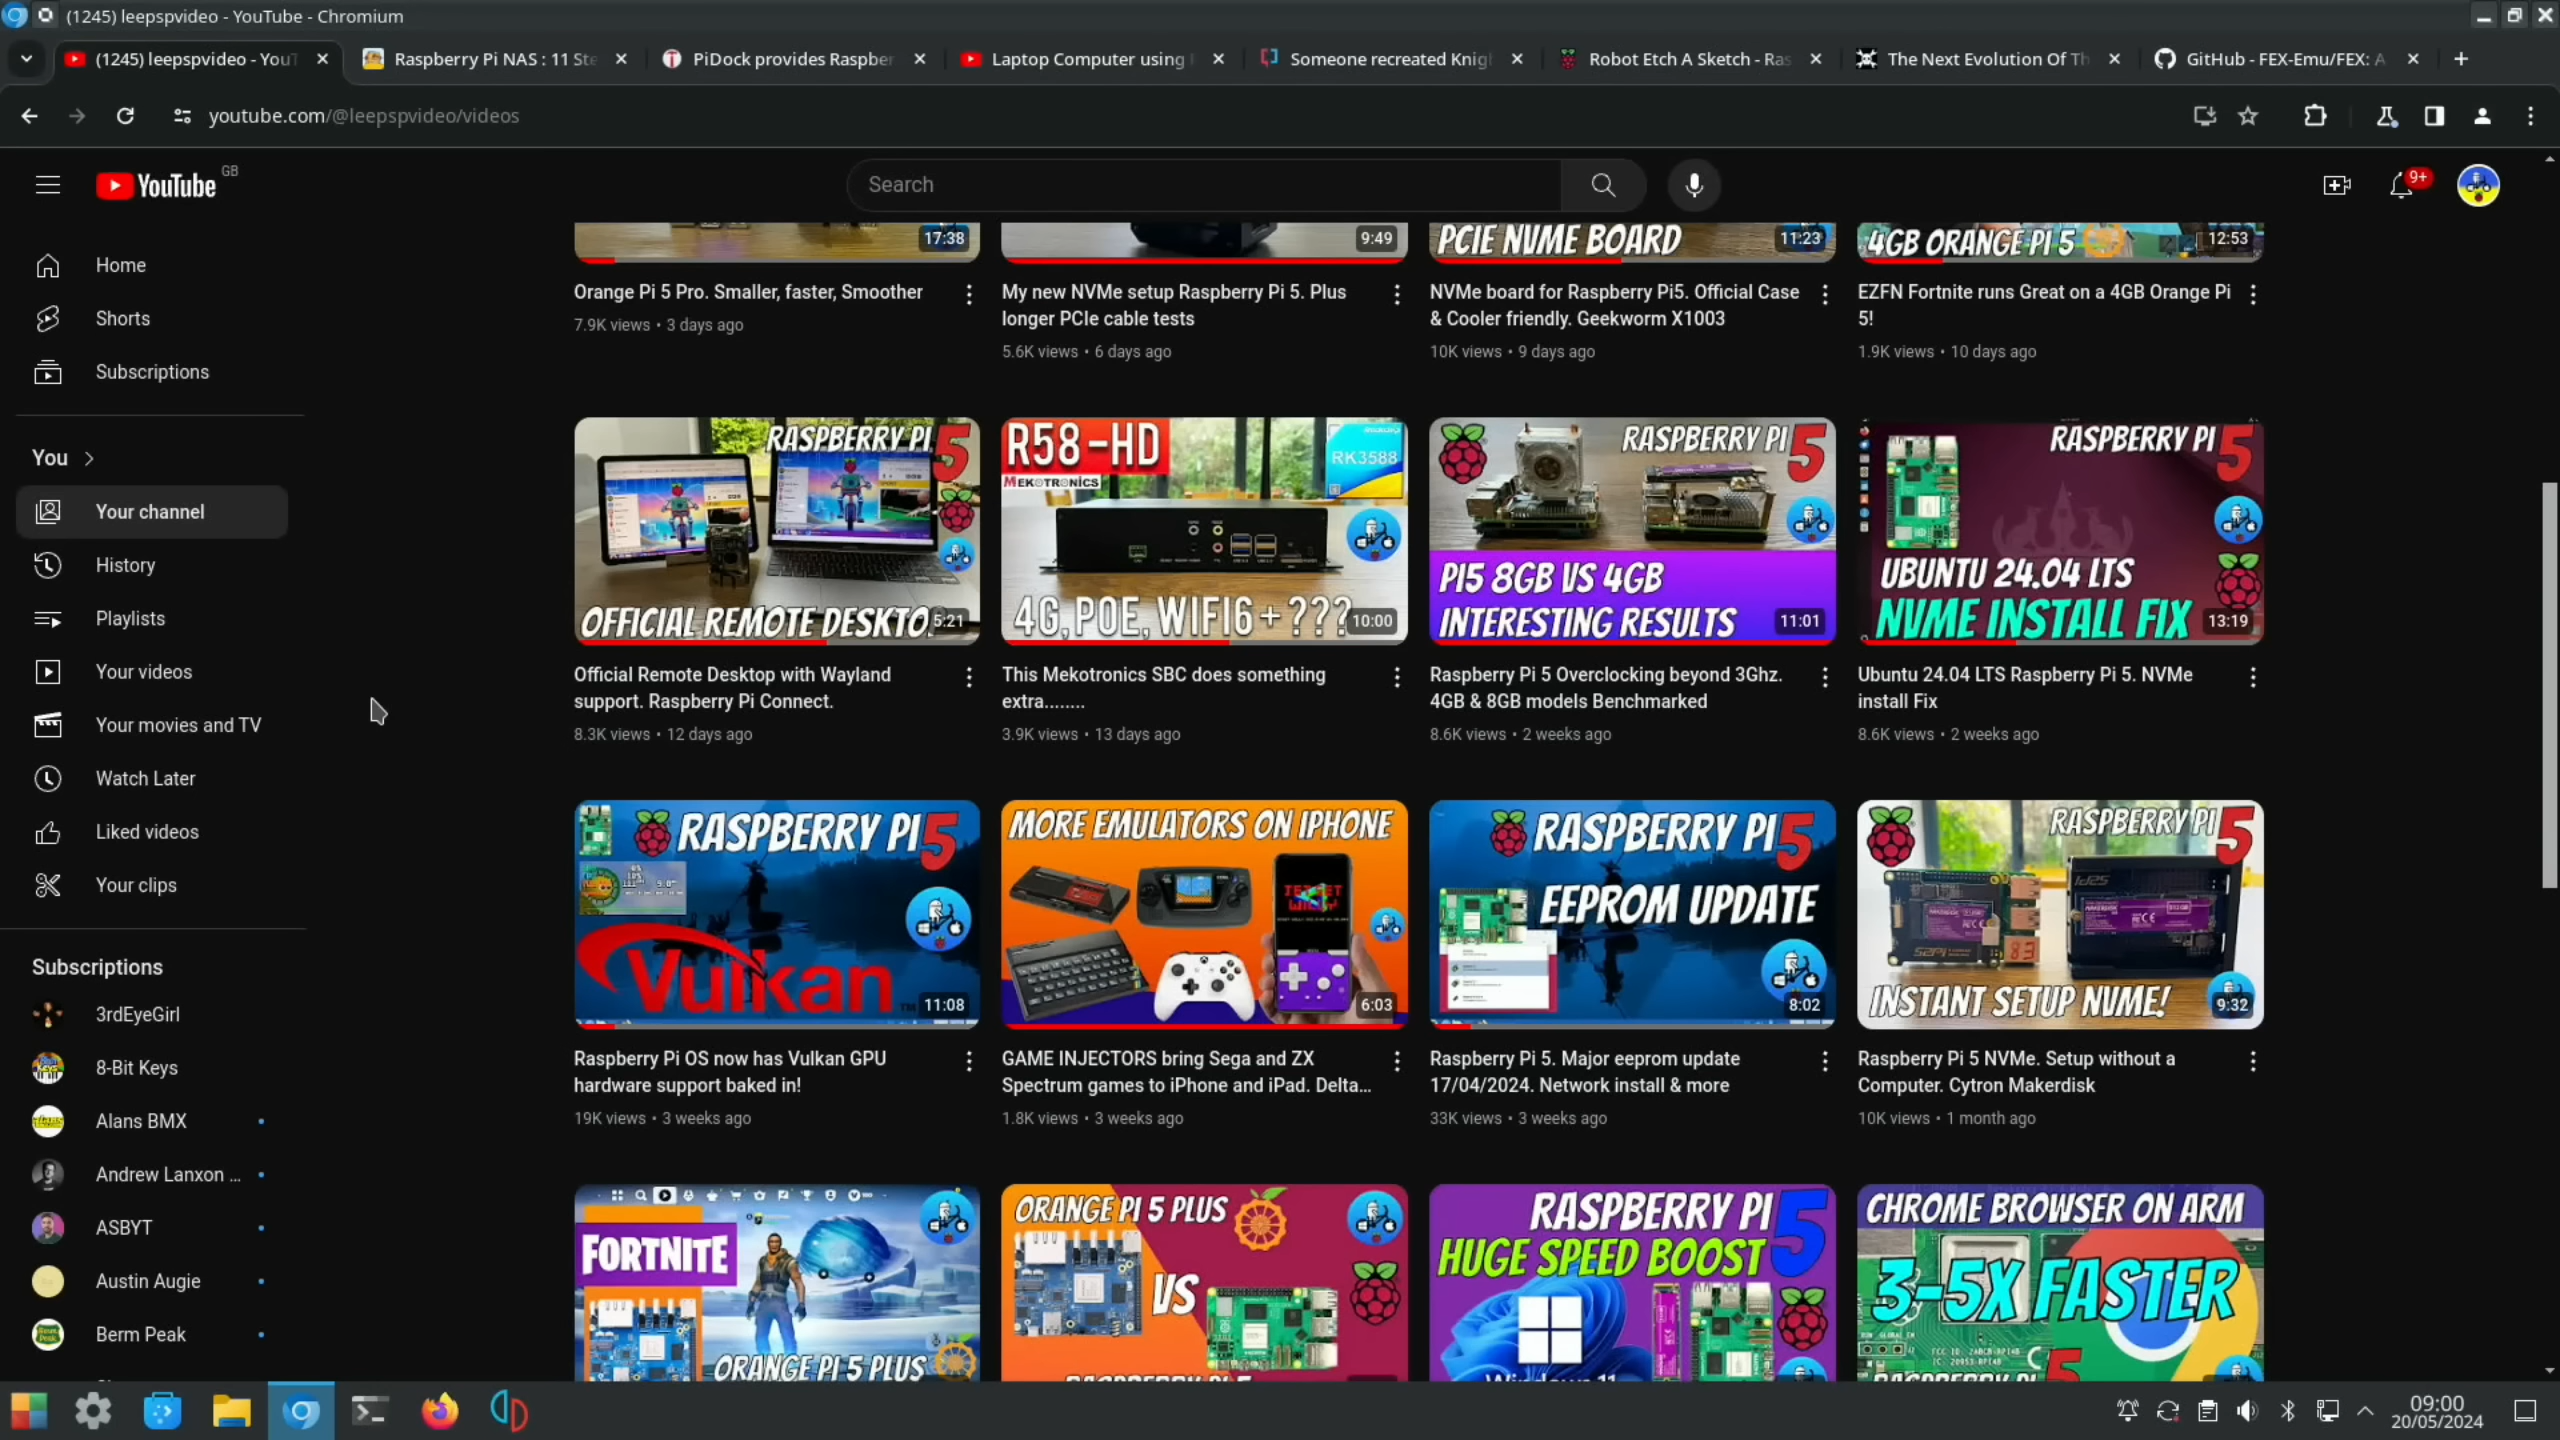 (1245) leepspvideo - YouTube - Chromium
(1245) leepspvideo - YouT
Raspberry Pi NAS : 11 Ste
PiDock provides Raspber
Laptop Computer using
Someone recreated Knig
Robot Etch A Sketch - Ras
The Next Evolution Of Th
GitHub - FEX-Emu/FEX: A
youtube.com/@leepspvideo/videos
YouTube GB
Search
9+
Home
Shorts
Subscriptions
You
Your channel
History
Playlists
Your videos
Your movies and TV
Watch Later
Liked videos
Your clips
Subscriptions
3rdEyeGirl
8-Bit Keys
Alans BMX
Andrew Lanxon ...
ASBYT
Austin Augie
Berm Peak
17:38
Orange Pi 5 Pro. Smaller, faster, Smoother
7.9K views • 3 days ago
9:49
My new NVMe setup Raspberry Pi 5. Plus
longer PCIe cable tests
5.6K views • 6 days ago
PCIE NVME BOARD
11:23
NVMe board for Raspberry Pi5. Official Case
& Cooler friendly. Geekworm X1003
10K views • 9 days ago
4GB ORANGE PI 5
12:53
EZFN Fortnite runs Great on a 4GB Orange Pi
5!
1.9K views • 10 days ago
RASPBERRY PI 5
OFFICIAL REMOTE DESKTO
5:21
Official Remote Desktop with Wayland
support. Raspberry Pi Connect.
8.3K views • 12 days ago
R58-HD
MEKOTRONICS
RK3588
4G, POE, WIFI6 + ???
10:00
This Mekotronics SBC does something
extra........
3.9K views • 13 days ago
RASPBERRY PI 5
PI5 8GB VS 4GB
INTERESTING RESULTS
11:01
Raspberry Pi 5 Overclocking beyond 3Ghz.
4GB & 8GB models Benchmarked
8.6K views • 2 weeks ago
RASPBERRY PI 5
UBUNTU 24.04 LTS
NVME INSTALL FIX
13:19
Ubuntu 24.04 LTS Raspberry Pi 5. NVMe
install Fix
8.6K views • 2 weeks ago
RASPBERRY PI 5
Vulkan™
11:08
Raspberry Pi OS now has Vulkan GPU
hardware support baked in!
19K views • 3 weeks ago
MORE EMULATORS ON IPHONE
JETSET
WILLY
6:03
GAME INJECTORS bring Sega and ZX
Spectrum games to iPhone and iPad. Delta...
1.8K views • 3 weeks ago
RASPBERRY PI 5
EEPROM UPDATE
8:02
Raspberry Pi 5. Major eeprom update
17/04/2024. Network install & more
33K views • 3 weeks ago
RASPBERRY PI 5
52Pi
83
INSTANT SETUP NVME!
9:32
Raspberry Pi 5 NVMe. Setup without a
Computer. Cytron Makerdisk
10K views • 1 month ago
FORTNITE
ORANGE PI 5 PLUS
ORANGE PI 5 PLUS
VS
RASPBERRY PI 5
RASPBERRY PI 5
HUGE SPEED BOOST
Windows 11
CHROME BROWSER ON ARM
3-5X FASTER
RASPBERRY PI 5
09:00
20/05/2024